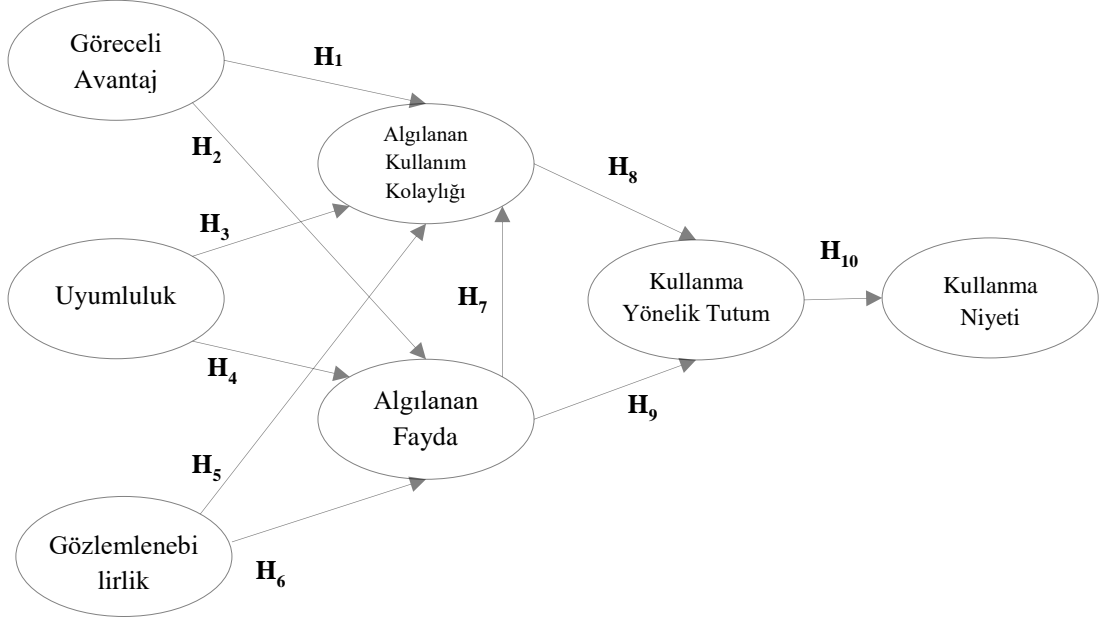 Göreceli
Avantaj
H1
H2
Algılanan
Kullanım
Kolaylığı
H8
H3
Uyumluluk
H7
Kullanma
Yönelik Tutum
H10
Kullanma
Niyeti
H4
Algılanan
Fayda
H9
H5
Gözlemlenebi
lirlik
H6